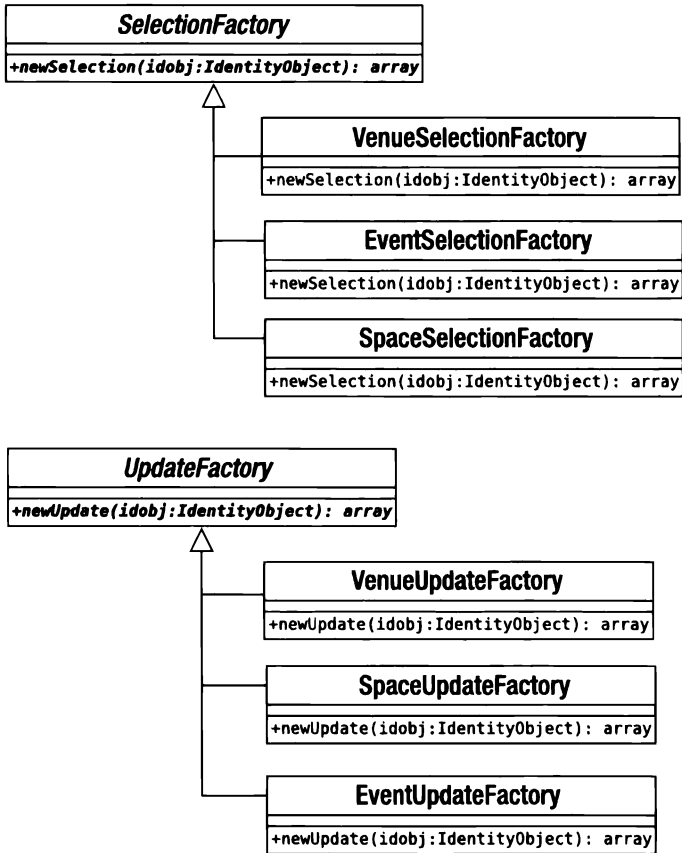 SelectionFactory
+newSelection(idobj:IdentityObject): array
VenueSelectionFactory
+newSelection(idobj:IdentityObject): array
EventSelectionFactory
+newSelection(idobj:IdentityObject): array
SpaceSelectionFactory
+newSelection(idobj:IdentityObject): array
UpdateFactory
+newUpdate(idobj:IdentityObject): array
VenueUpdateFactory
+newUpdate(idobj:IdentityObject): array
SpaceUpdateFactory
+newUpdate(idobj:IdentityObject): array
EventUpdateFactory
+newUpdate(idobj:IdentityObject): array